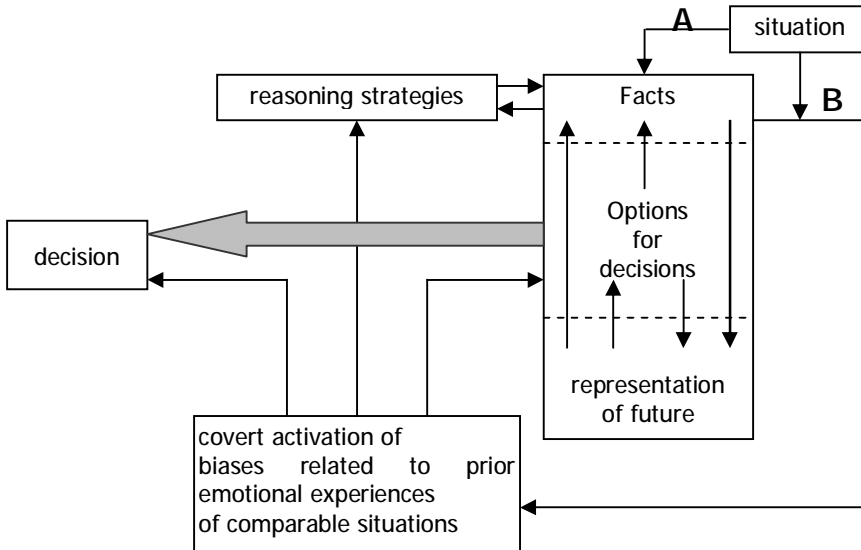 A
situation
B
reasoning strategies
Facts
Options
for
decisions
decision
representation
of future
covert activation of
biases related to prior
emotional experiences
of comparable situations